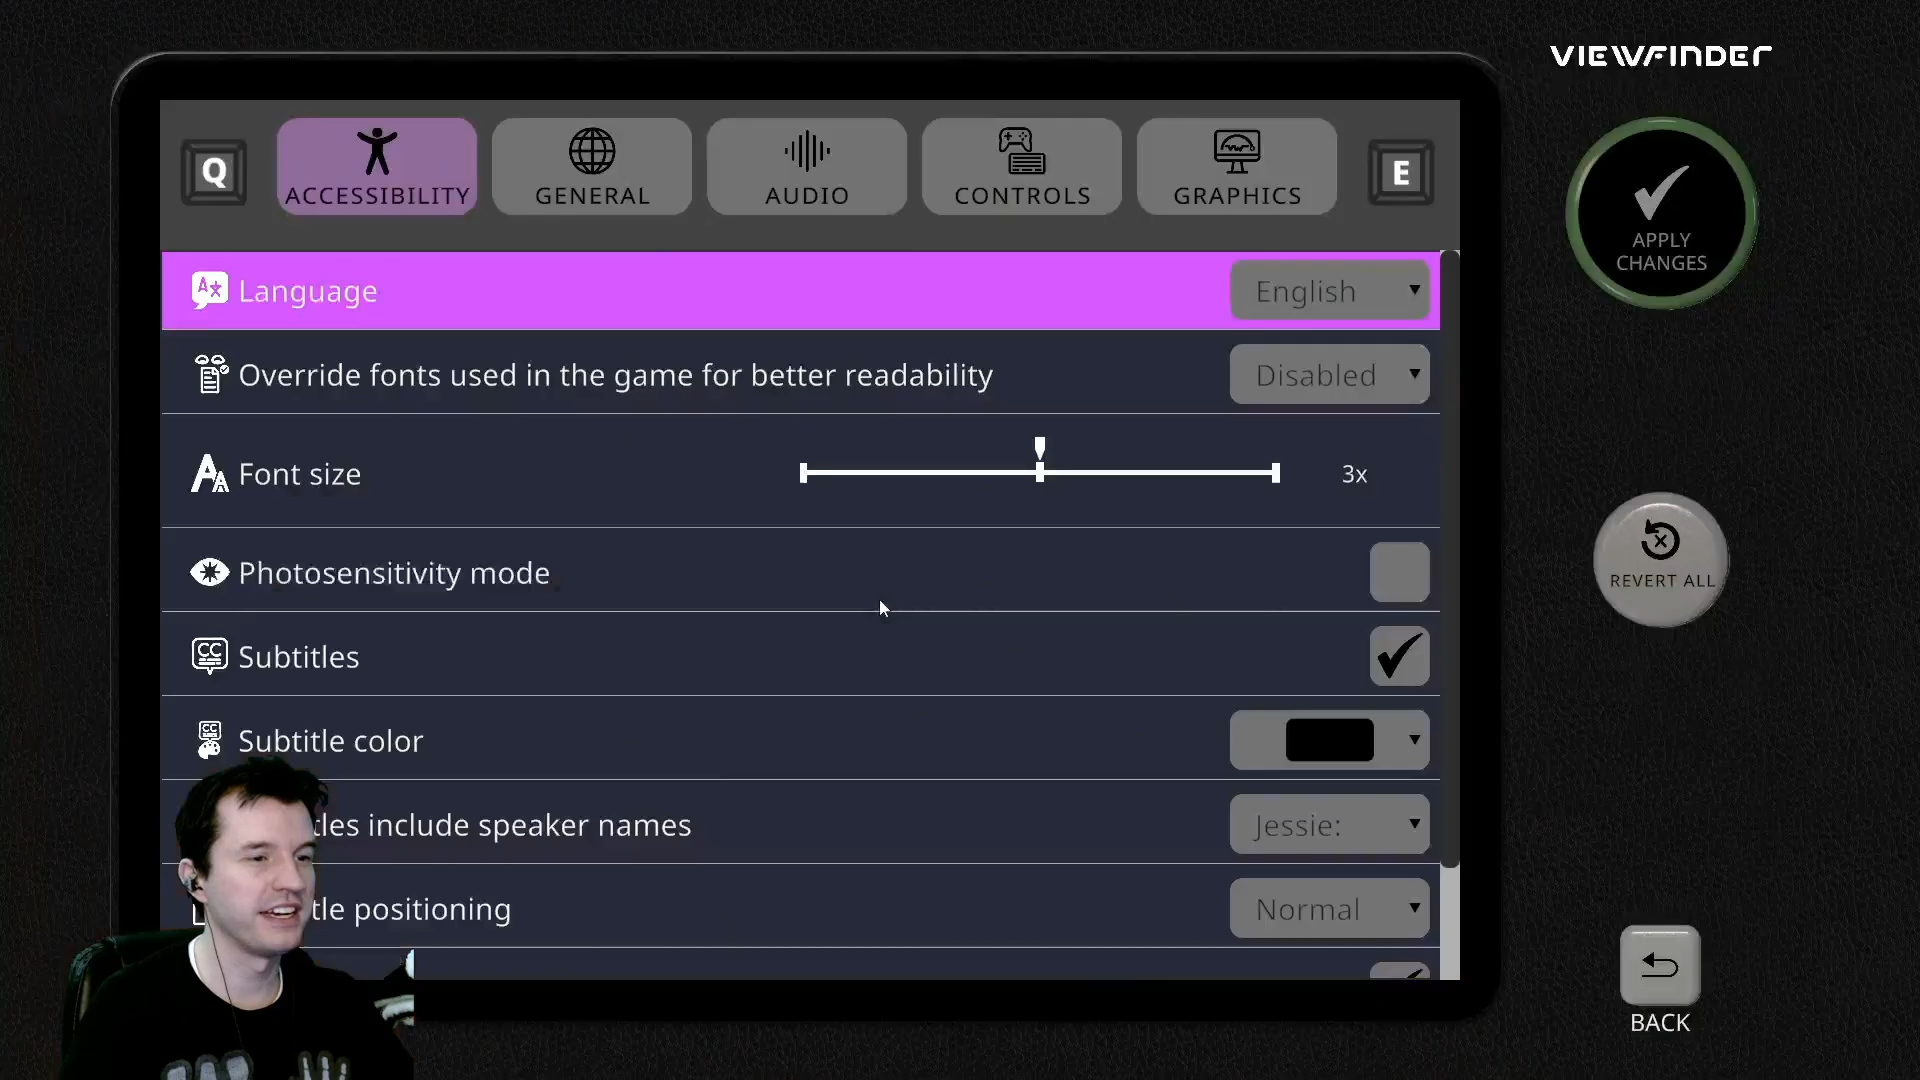 VIEWFINDER
Q
ACCESSIBILITY
GENERAL
AUDIO
CONTROLS
GRAPHICS
E
APPLY
CHANGES
Language
English
Override fonts used in the game for better readability
Disabled
Font size
3x
Photosensitivity mode
REVERT ALL
CC
Subtitles
CC
Subtitle color
tles include speaker names
Jessie:
tle positioning
Normal
BACK